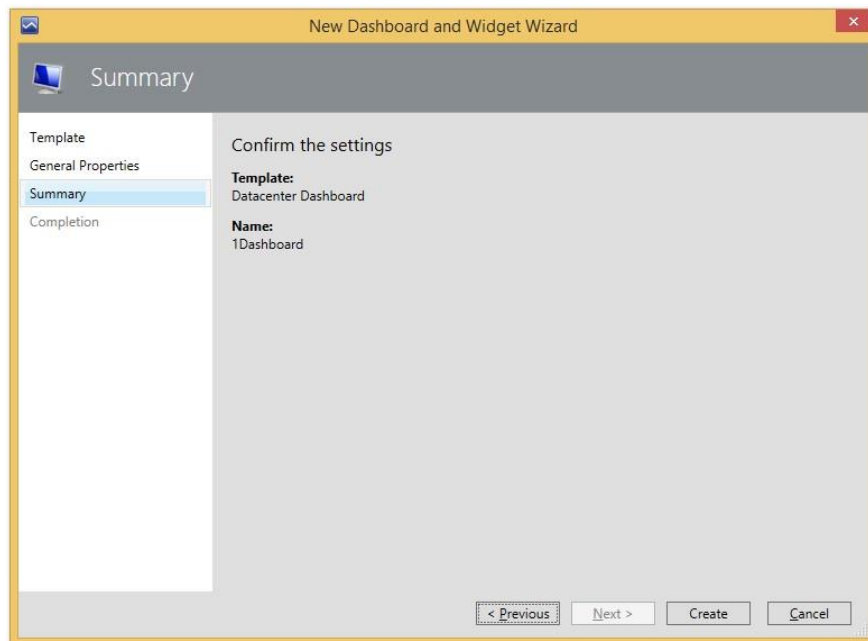 New Dashboard and Widget Wizard
Summary
Template
General Properties
Summary
Completion
Confirm the settings
Template:
Datacenter Dashboard
Name:
1Dashboard
< Previous
Next >
Create
Cancel